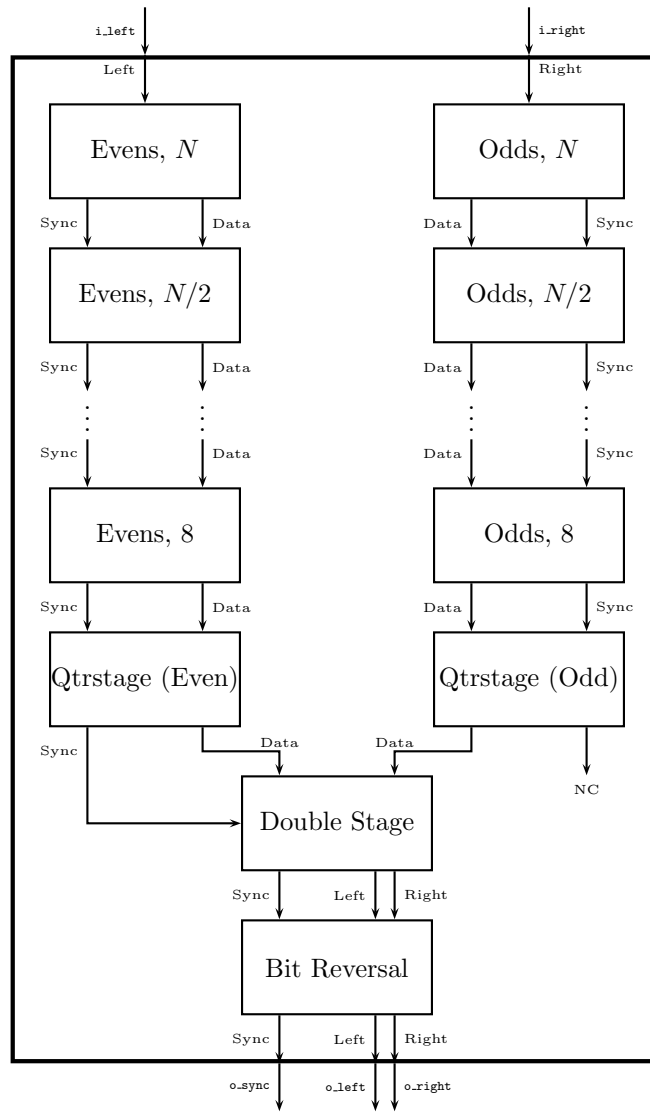 i_left i_right
Left Right
Evens, N Odds, N
Sync Data Data Sync
Evens, N/2 Odds, N/2
Sync Data Data Sync
Sync Data Data Sync
Evens, 8 Odds, 8
Sync Data Data Sync
Qtrstage (Even) Qtrstage (Odd)
Sync Data Data
NC
Double Stage
Sync Left Right
Bit Reversal
Sync Left Right
o_sync o_left o_right